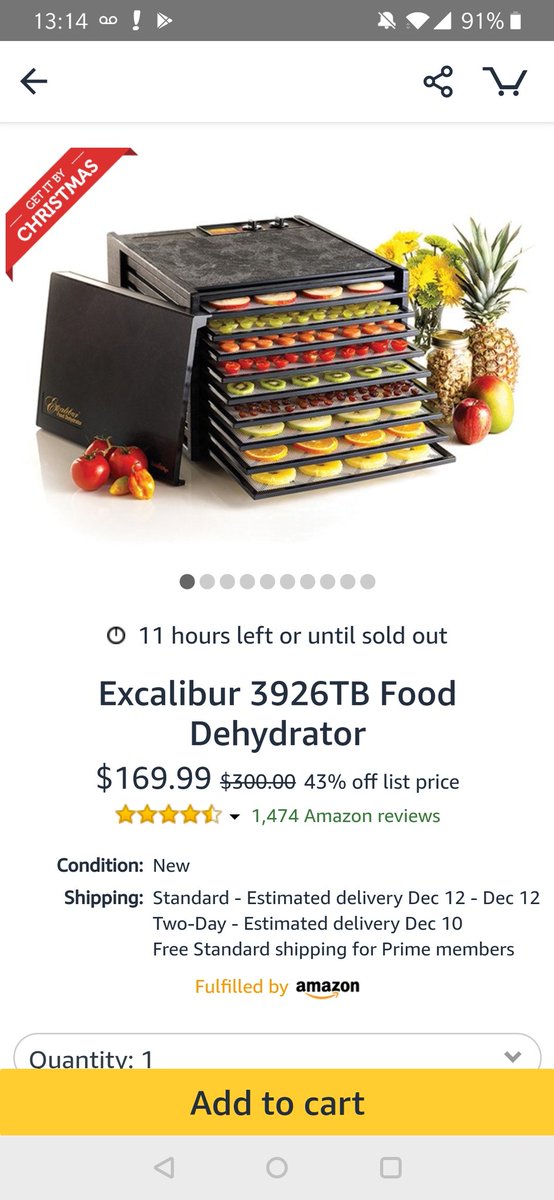 13:14
91%
GET IT BY
CHRISTMAS
Excalibur
Food Dehydrator
11 hours left or until sold out
Excalibur 3926TB Food
Dehydrator
$169.99 $300.00 43% off list price
1,474 Amazon reviews
Condition: New
Shipping: Standard - Estimated delivery Dec 12 - Dec 12
Two-Day - Estimated delivery Dec 10
Free Standard shipping for Prime members
Fulfilled by amazon
Quantity: 1
Add to cart